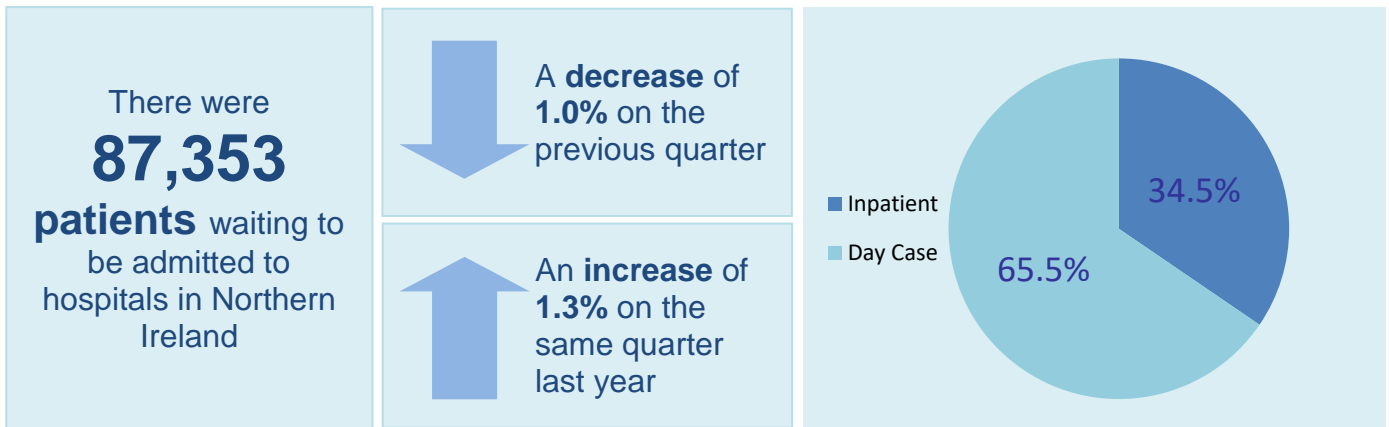 There were
87,353
patients waiting to
be admitted to
hospitals in Northern
Ireland
A decrease of
1.0% on the
previous quarter
An increase of
1.3% on the
same quarter
last year
Inpatient
Day Case
34.5%
65.5%